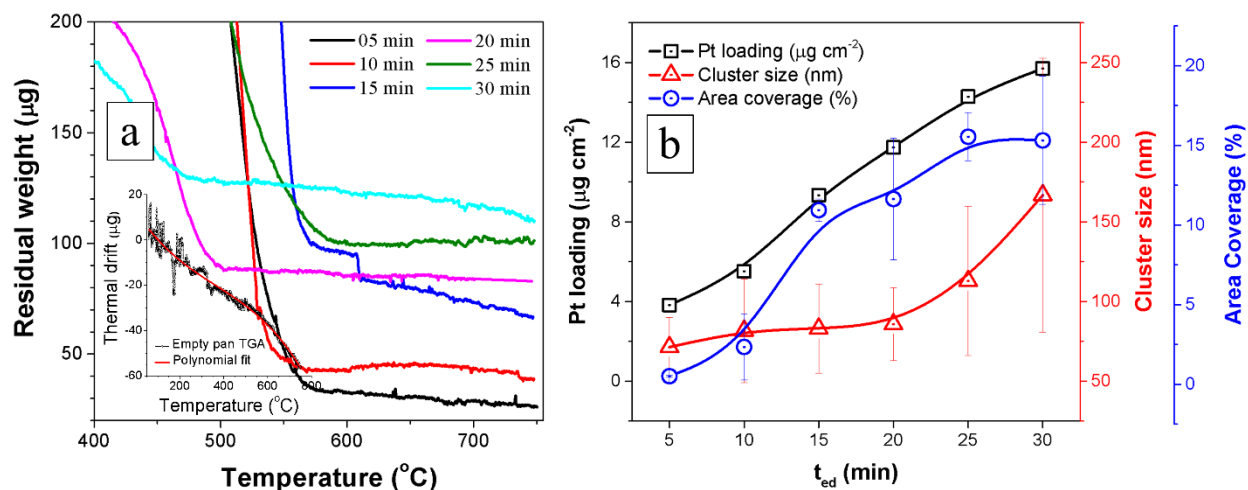 a
Residual weight (μg)
200
150
100
50
400
500
600
700
Temperature (°C)
05 min
10 min
15 min
20 min
25 min
30 min
Thermal drift (μg)
20
0
-20
-40
-60
200
400
600
800
Temperature (°C)
Empty pan TGA
Polynomial fit
b
Pt loading (μg cm-2)
Cluster size (nm)
Area coverage (%)
Pt loading (μg cm-2)
16
12
8
4
0
5
10
15
20
25
30
ted (min)
250
200
150
100
50
Cluster size (nm)
20
15
10
5
0
Area Coverage (%)